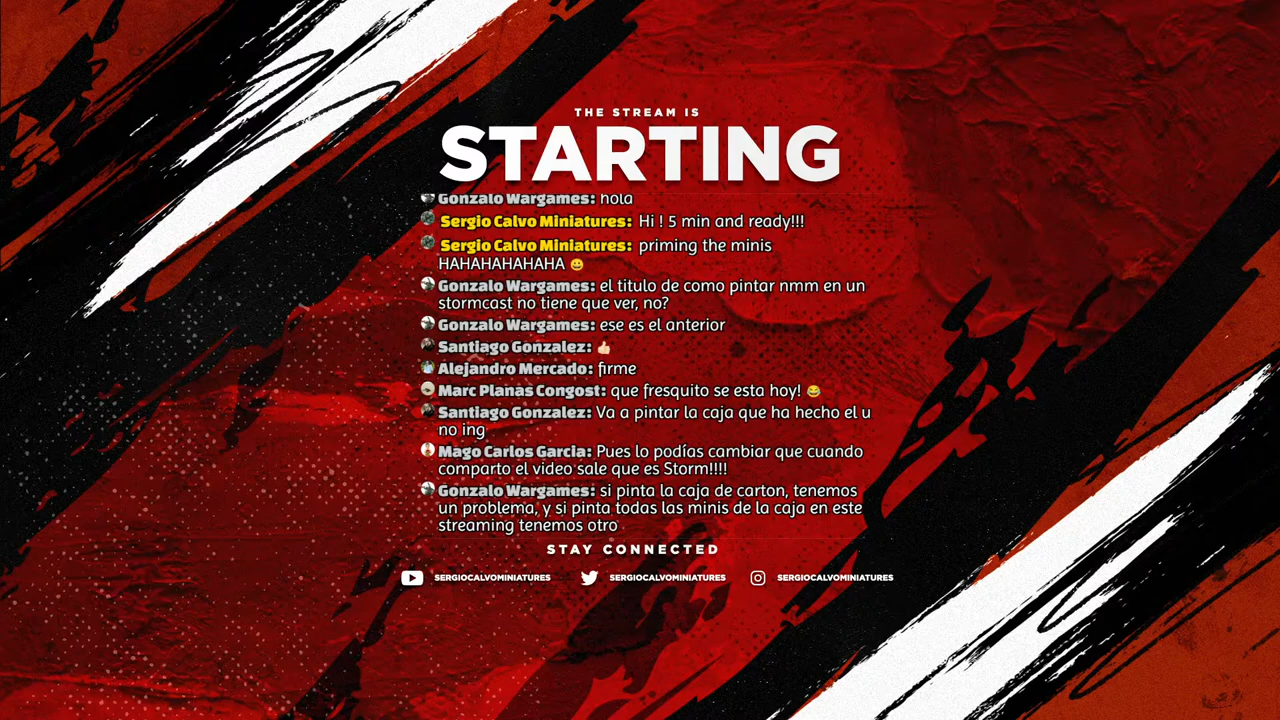 THE STREAM IS
STARTING
Gonzalo Wargames: hola
Sergio Calvo Miniatures: Hi ! 5 min and ready!!!
Sergio Calvo Miniatures: priming the minis
HAHAHAHAHAHA 😀
Gonzalo Wargames: el titulo de como pintar nmm en un
stormcast no tiene que ver, no?
Gonzalo Wargames: ese es el anterior
Santiago Gonzalez: 👍🏻
Alejandro Mercado: firme
Marc Planas Congost: que fresquito se esta hoy! 😂
Santiago Gonzalez: Va a pintar la caja que ha hecho el u
no ing
Mago Carlos Garcia: Pues lo podías cambiar que cuando
comparto el video sale que es Storm!!!!
Gonzalo Wargames: si pinta la caja de carton, tenemos
un problema, y si pinta todas las minis de la caja en este
streaming tenemos otro
STAY CONNECTED
SERGIOCALVOMINIATURES SERGIOCALVOMINIATURES SERGIOCALVOMINIATURES